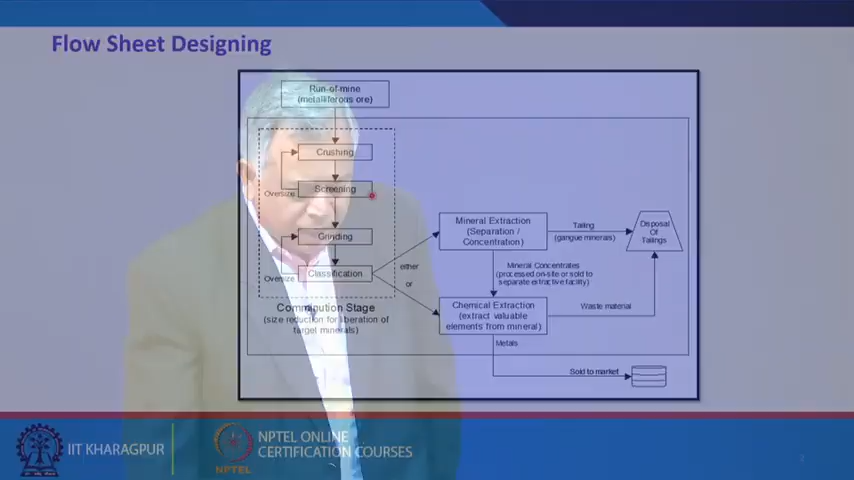 Flow Sheet Designing
Run-of-mine
(metalliferous ore)
Crushing
Oversize
Screening
Grinding
Oversize
Classification
Comminution Stage
(size reduction for liberation of
target minerals)
either
or
Mineral Extraction
(Separation /
Concentration)
Tailing
(gangue minerals)
Disposal
Of
Tailings
Mineral Concentrates
(processed on-site or sold to
separate extractive facility)
Chemical Extraction
(extract valuable
elements from mineral)
Waste material
Metals
Sold to market
IIT KHARAGPUR
NPTEL
NPTEL ONLINE
CERTIFICATION COURSES
2